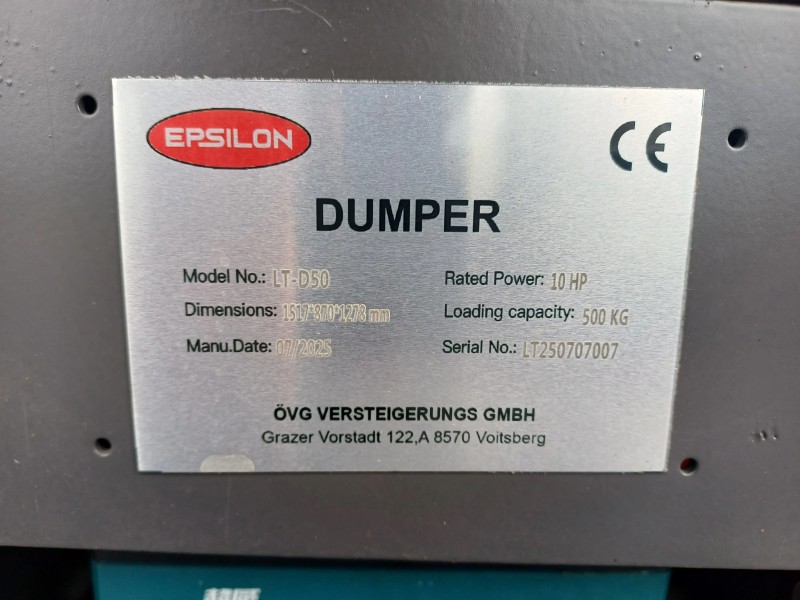 EPSILON
CE
DUMPER
Model No.: LT-D50
Rated Power: 10 HP
Dimensions: 1517*870*1278 mm
Loading capacity: 500 KG
Manu.Date: 07/2025
Serial No.: LT250707007
ÖVG VERSTEIGERUNGS GMBH
Grazer Vorstadt 122,A 8570 Voitsberg